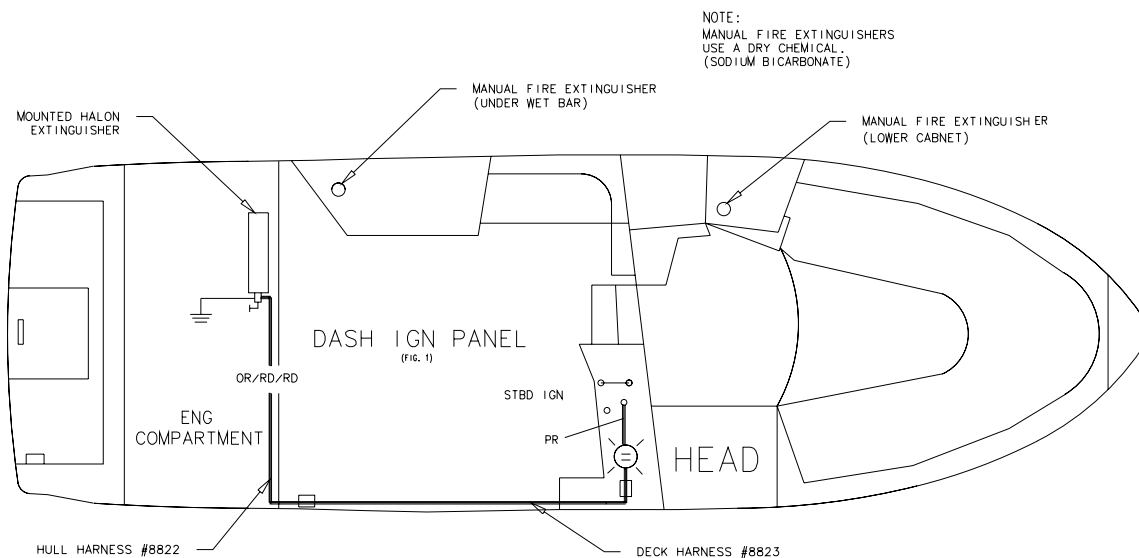 NOTE:
MANUAL FIRE EXTINGUISHERS
USE A DRY CHEMICAL.
(SODIUM BICARBONATE)
MANUAL FIRE EXTINGUISHER
(UNDER WET BAR)
MOUNTED HALON
EXTINGUISHER
MANUAL FIRE EXTINGUISHER
(LOWER CABNET)
DASH IGN PANEL
(FIG. 1)
OR/RD/RD
STBD IGN
ENG
COMPARTMENT
PR
HEAD
HULL HARNESS #8822
DECK HARNESS #8823